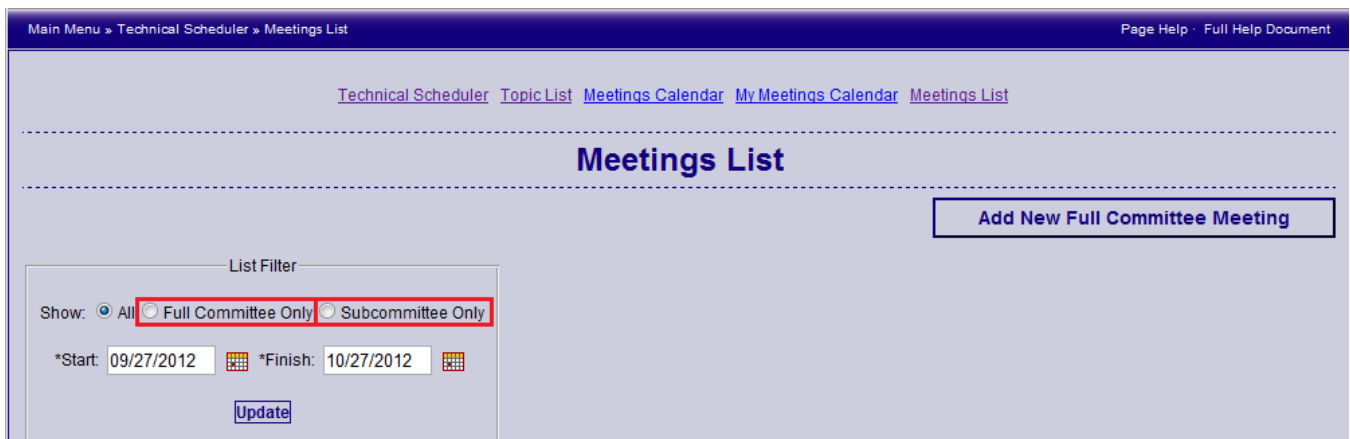 Main Menu » Technical Scheduler » Meetings List Page Help · Full Help Document
Technical Scheduler Topic List Meetings Calendar My Meetings Calendar Meetings List
Meetings List
Add New Full Committee Meeting
List Filter
Show: All Full Committee Only Subcommittee Only
*Start: 09/27/2012 *Finish: 10/27/2012
Update